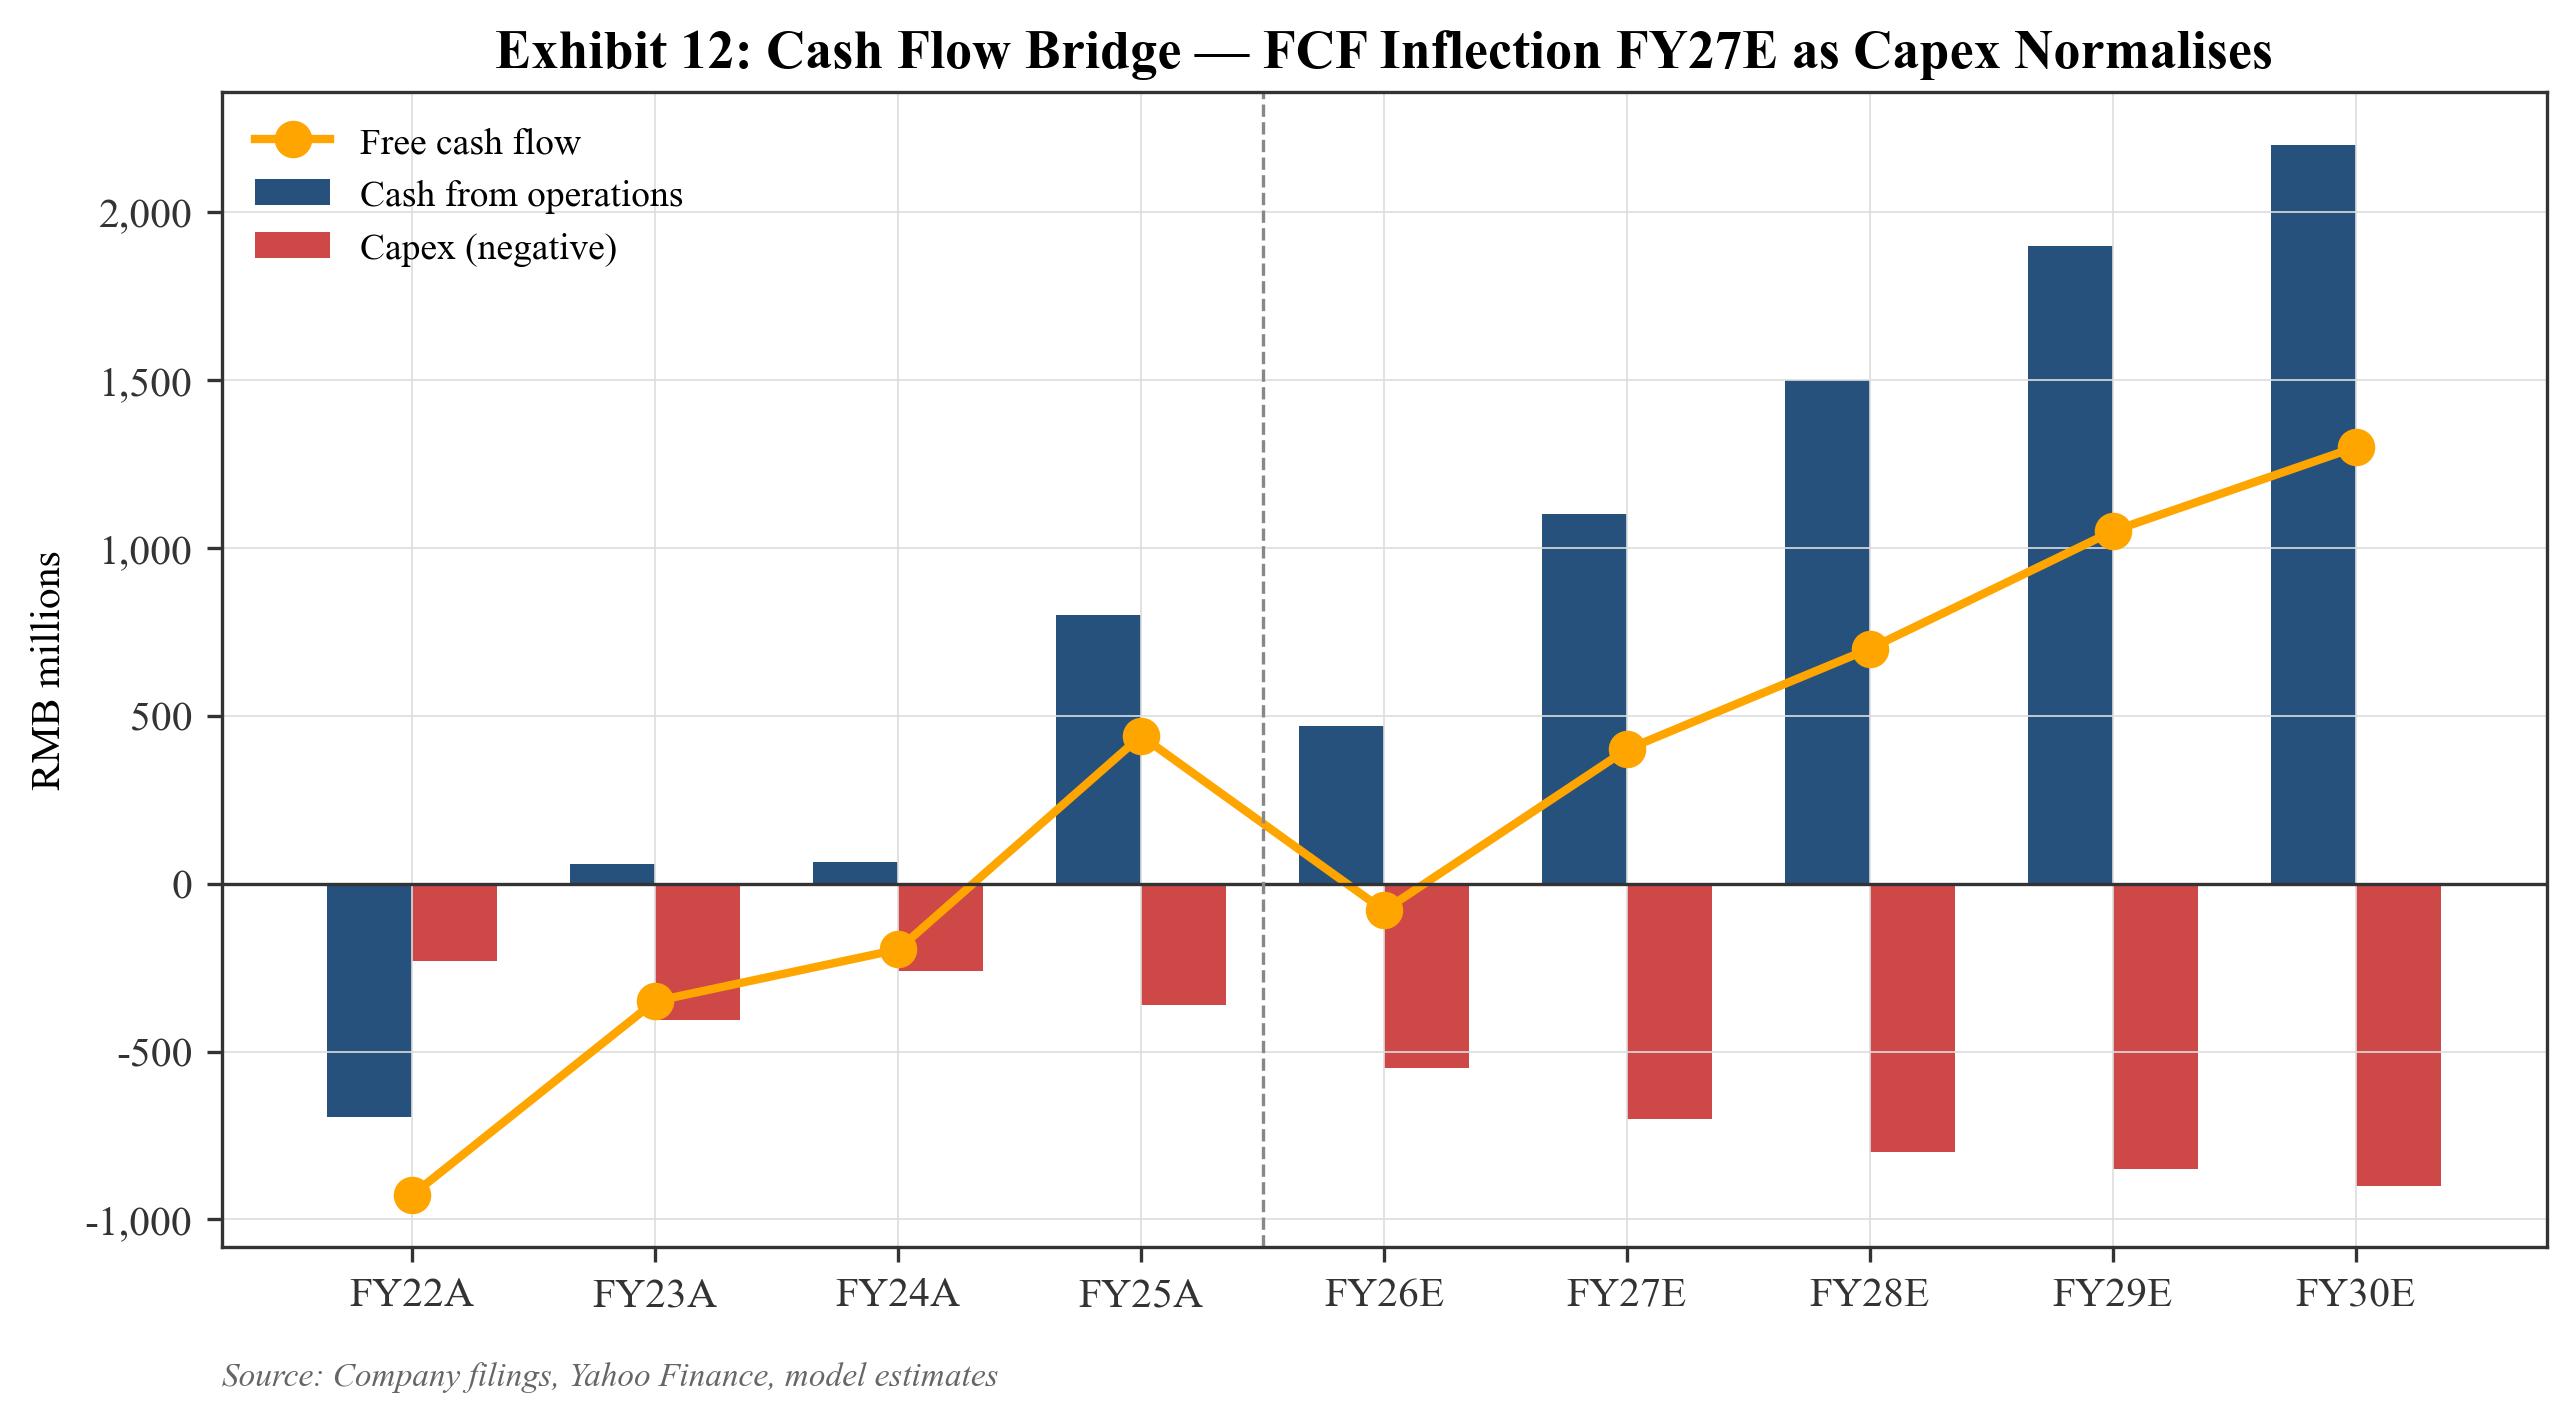 Exhibit 12: Cash Flow Bridge — FCF Inflection FY27E as Capex Normalises
Free cash flow
Cash from operations
Capex (negative)
RMB millions
2,000
1,500
1,000
500
0
-500
-1,000
FY22A FY23A FY24A FY25A FY26E FY27E FY28E FY29E FY30E
Source: Company filings, Yahoo Finance, model estimates